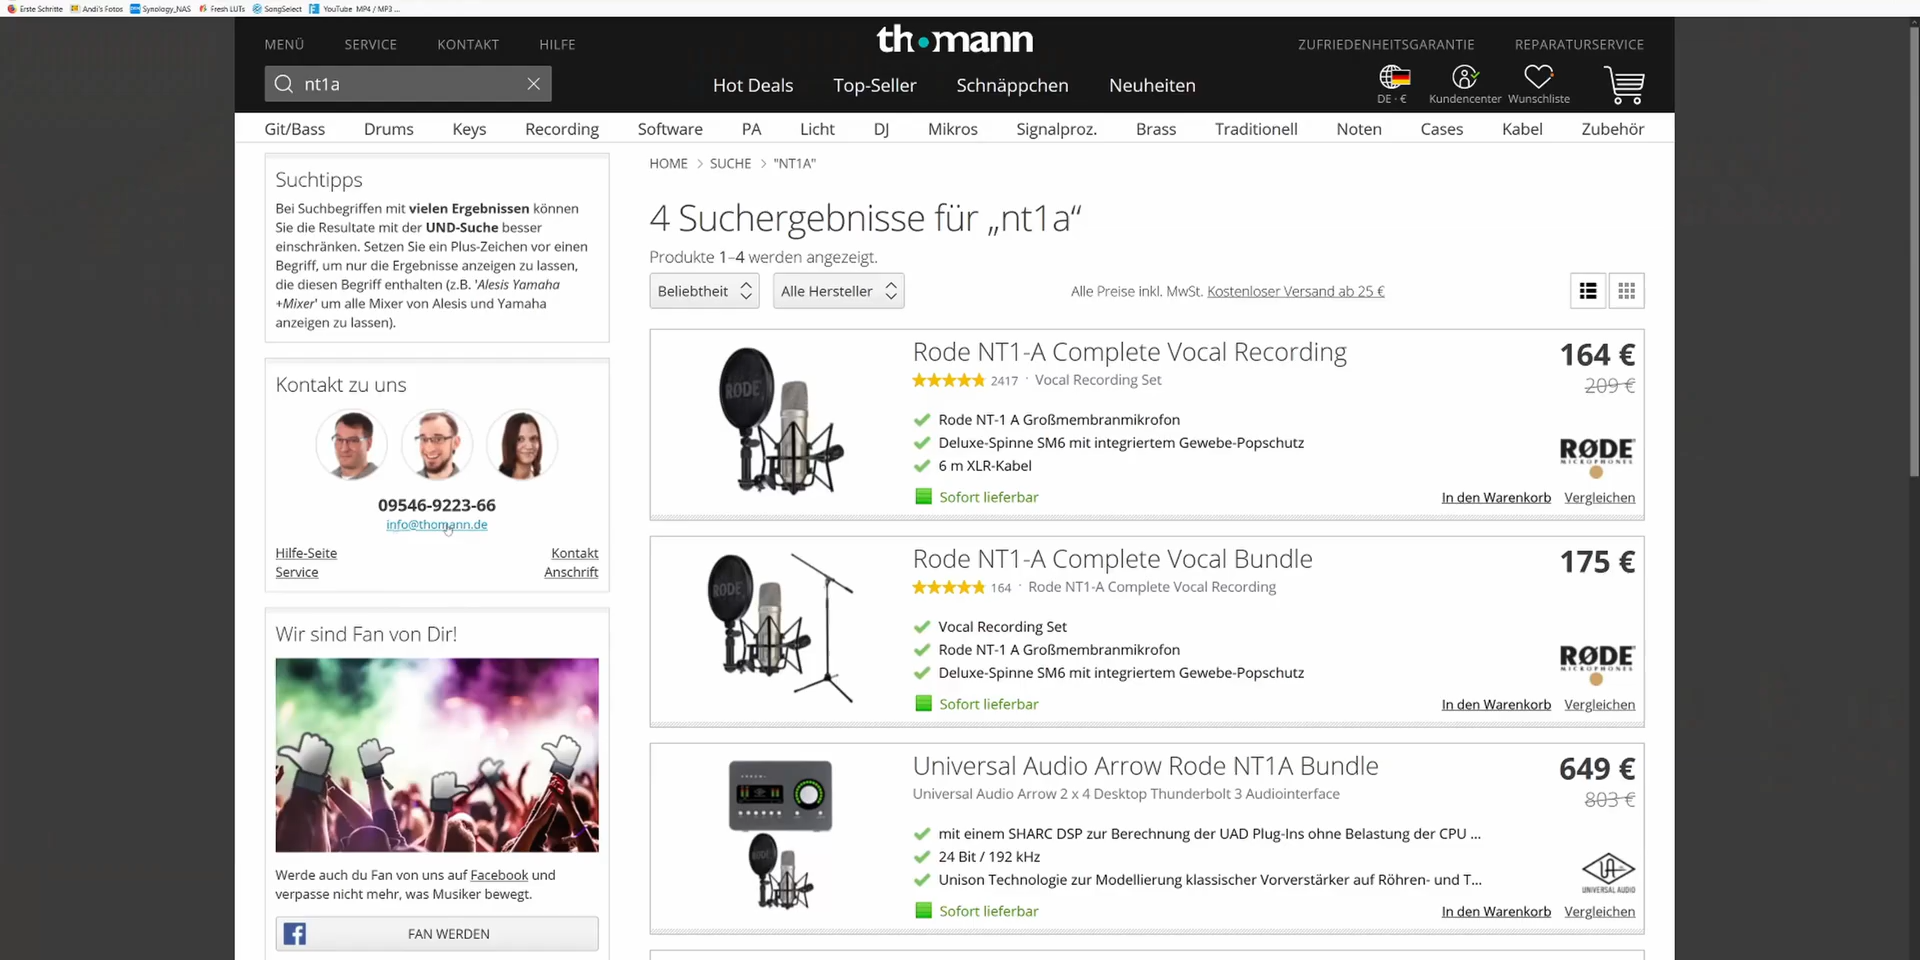 Erste Schritte Andi's Fotos Synology_NAS Fresh LUTs SongSelect YouTube MP4 / MP3 ...
MENÜ SERVICE KONTAKT HILFE
th•mann
ZUFRIEDENHEITSGARANTIE REPARATURSERVICE
nt1a
Hot Deals Top-Seller Schnäppchen Neuheiten
DE · € Kundencenter Wunschliste
Git/Bass Drums Keys Recording Software PA Licht DJ Mikros Signalproz. Brass Traditionell Noten Cases Kabel Zubehör
Suchtipps
Bei Suchbegriffen mit vielen Ergebnissen können
Sie die Resultate mit der UND-Suche besser
einschränken. Setzen Sie ein Plus-Zeichen vor einen
Begriff, um nur die Ergebnisse anzeigen zu lassen,
die diesen Begriff enthalten (z.B. 'Alesis Yamaha
+Mixer' um alle Mixer von Alesis und Yamaha
anzeigen zu lassen).
Kontakt zu uns
09546-9223-66
info@thomann.de
Hilfe-Seite Kontakt
Service Anschrift
Wir sind Fan von Dir!
Werde auch du Fan von uns auf Facebook und
verpasse nicht mehr, was Musiker bewegt.
FAN WERDEN
HOME > SUCHE > "NT1A"
4 Suchergebnisse für „nt1a“
Produkte 1–4 werden angezeigt.
Beliebtheit Alle Hersteller
Alle Preise inkl. MwSt. Kostenloser Versand ab 25 €
RØDE
Rode NT1-A Complete Vocal Recording
164 €
2417 · Vocal Recording Set
209 €
Rode NT-1 A Großmembranmikrofon
Deluxe-Spinne SM6 mit integriertem Gewebe-Popschutz
6 m XLR-Kabel
RØDE
MICROPHONES
Sofort lieferbar
In den Warenkorb Vergleichen
RØDE
Rode NT1-A Complete Vocal Bundle
175 €
164 · Rode NT1-A Complete Vocal Recording
Vocal Recording Set
Rode NT-1 A Großmembranmikrofon
Deluxe-Spinne SM6 mit integriertem Gewebe-Popschutz
RØDE
MICROPHONES
Sofort lieferbar
In den Warenkorb Vergleichen
Universal Audio Arrow Rode NT1A Bundle
649 €
Universal Audio Arrow 2 x 4 Desktop Thunderbolt 3 Audiointerface
803 €
mit einem SHARC DSP zur Berechnung der UAD Plug-Ins ohne Belastung der CPU ...
24 Bit / 192 kHz
Unison Technologie zur Modellierung klassischer Vorverstärker auf Röhren- und T...
UNIVERSAL AUDIO
Sofort lieferbar
In den Warenkorb Vergleichen